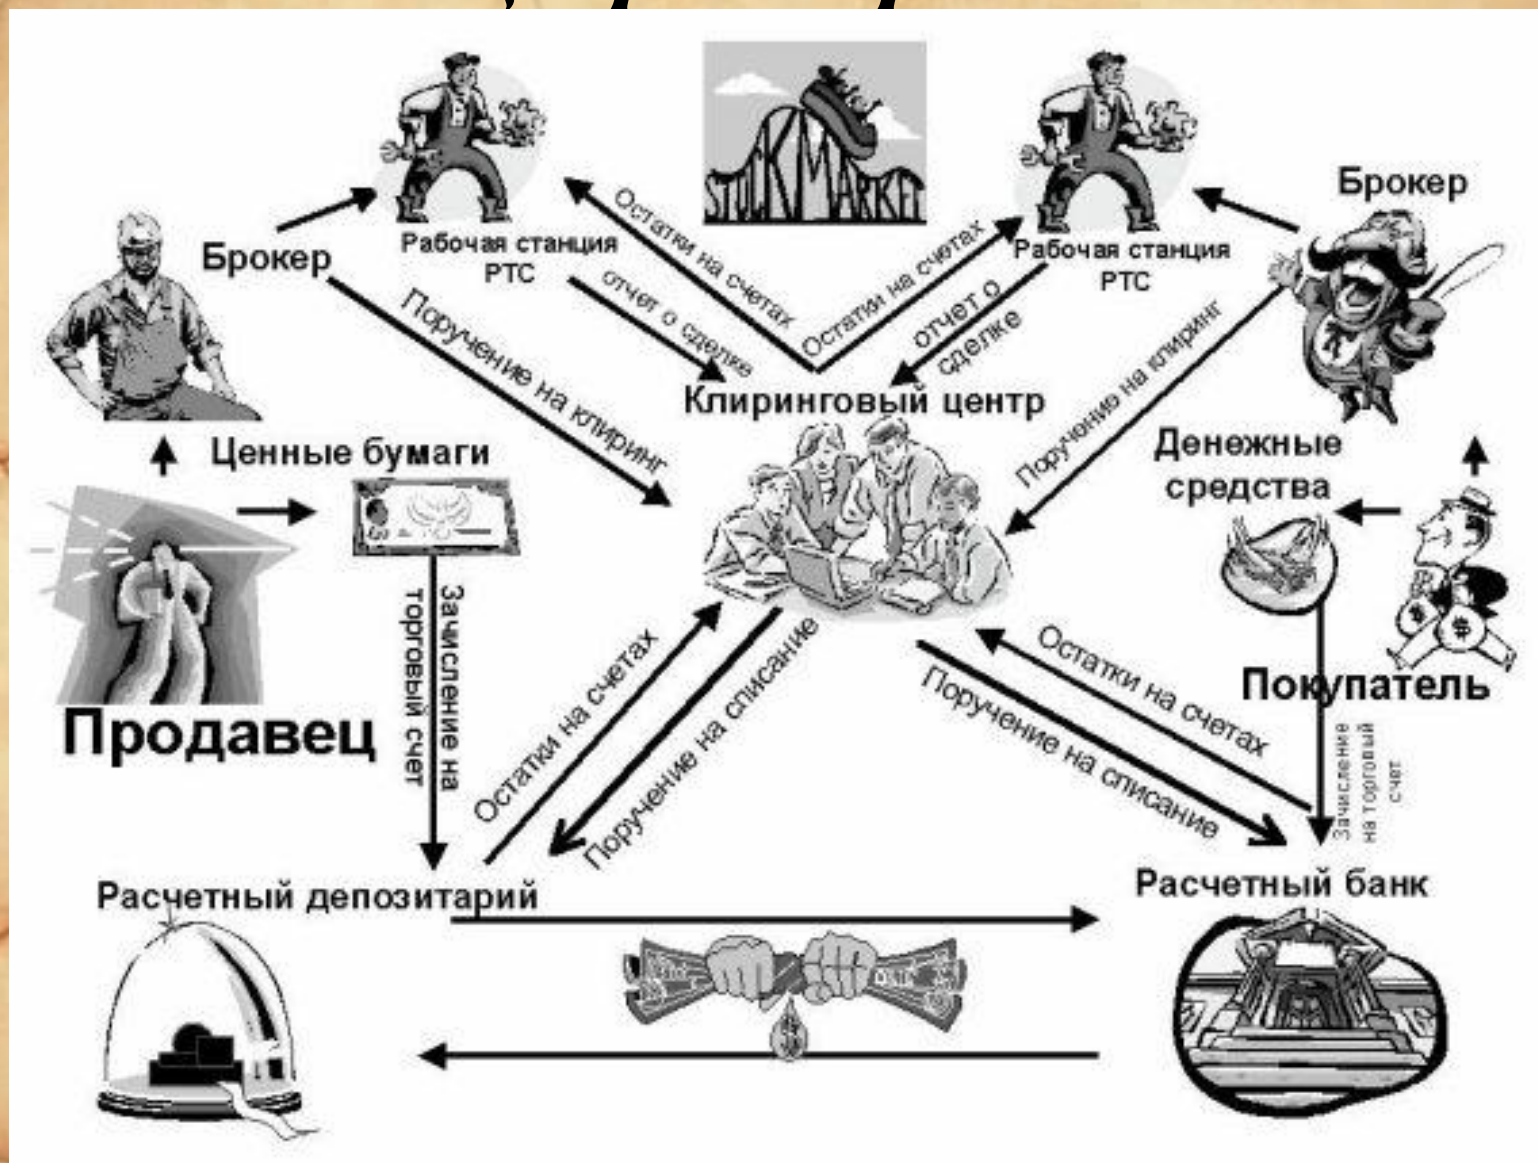 STOCK MARKET
Брокер
Брокер
Рабочая станция
РТС
Рабочая станция
РТС
Остатки на счетах
Остатки на счетах
отчет о сделке
отчет о
сделке
Поручение на клиринг
Поручение на клиринг
Клиринговый центр
Ценные бумаги
Денежные
средства
Зачисление на
торговый счет
Продавец
Покупатель
Остатки на счетах
Поручение на списание
Остатки на счетах
Поручение на списание
Зачисление
на торговый
счет
Расчетный депозитарий
Расчетный банк
$
$
$